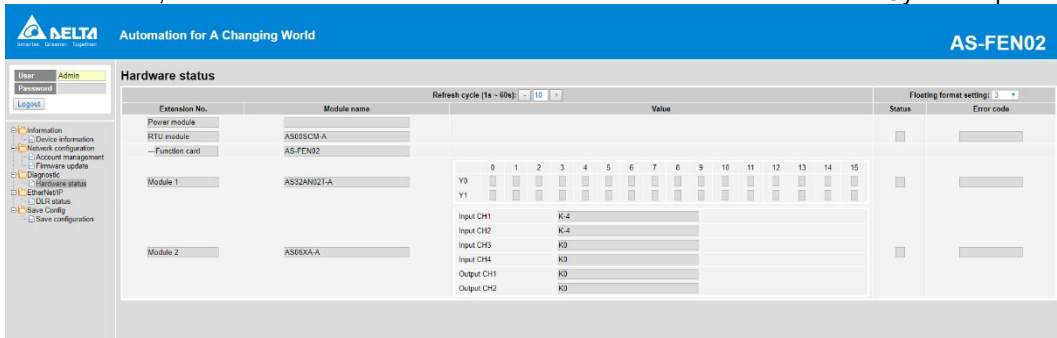 DELTA
Smarter. Greener. Together.
Automation for A Changing World
AS-FEN02
User Admin
Password
Logout
Information
Device information
Network configuration
Account management
Firmware update
Diagnostic
Hardware status
EtherNet/IP
DLR status
Save Config
Save configuration
Hardware status
Refresh cycle (1s ~ 60s): - 10 +
Floating format setting: 3
Extension No. Module name Value Status Error code
Power module
RTU module AS00SCM-A
---Function card AS-FEN02
0 1 2 3 4 5 6 7 8 9 10 11 12 13 14 15
Module 1 AS32AN02T-A
Y0
Y1
Module 2 AS06XA-A
Input CH1 K-4
Input CH2 K-4
Input CH3 K0
Input CH4 K0
Output CH1 K0
Output CH2 K0